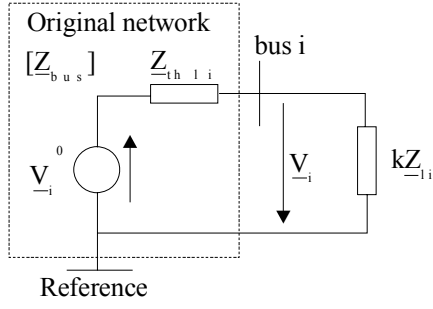 Original network
[Z_bus]
Z_th li
bus i
V_i^0
V_i
kZ_li
Reference